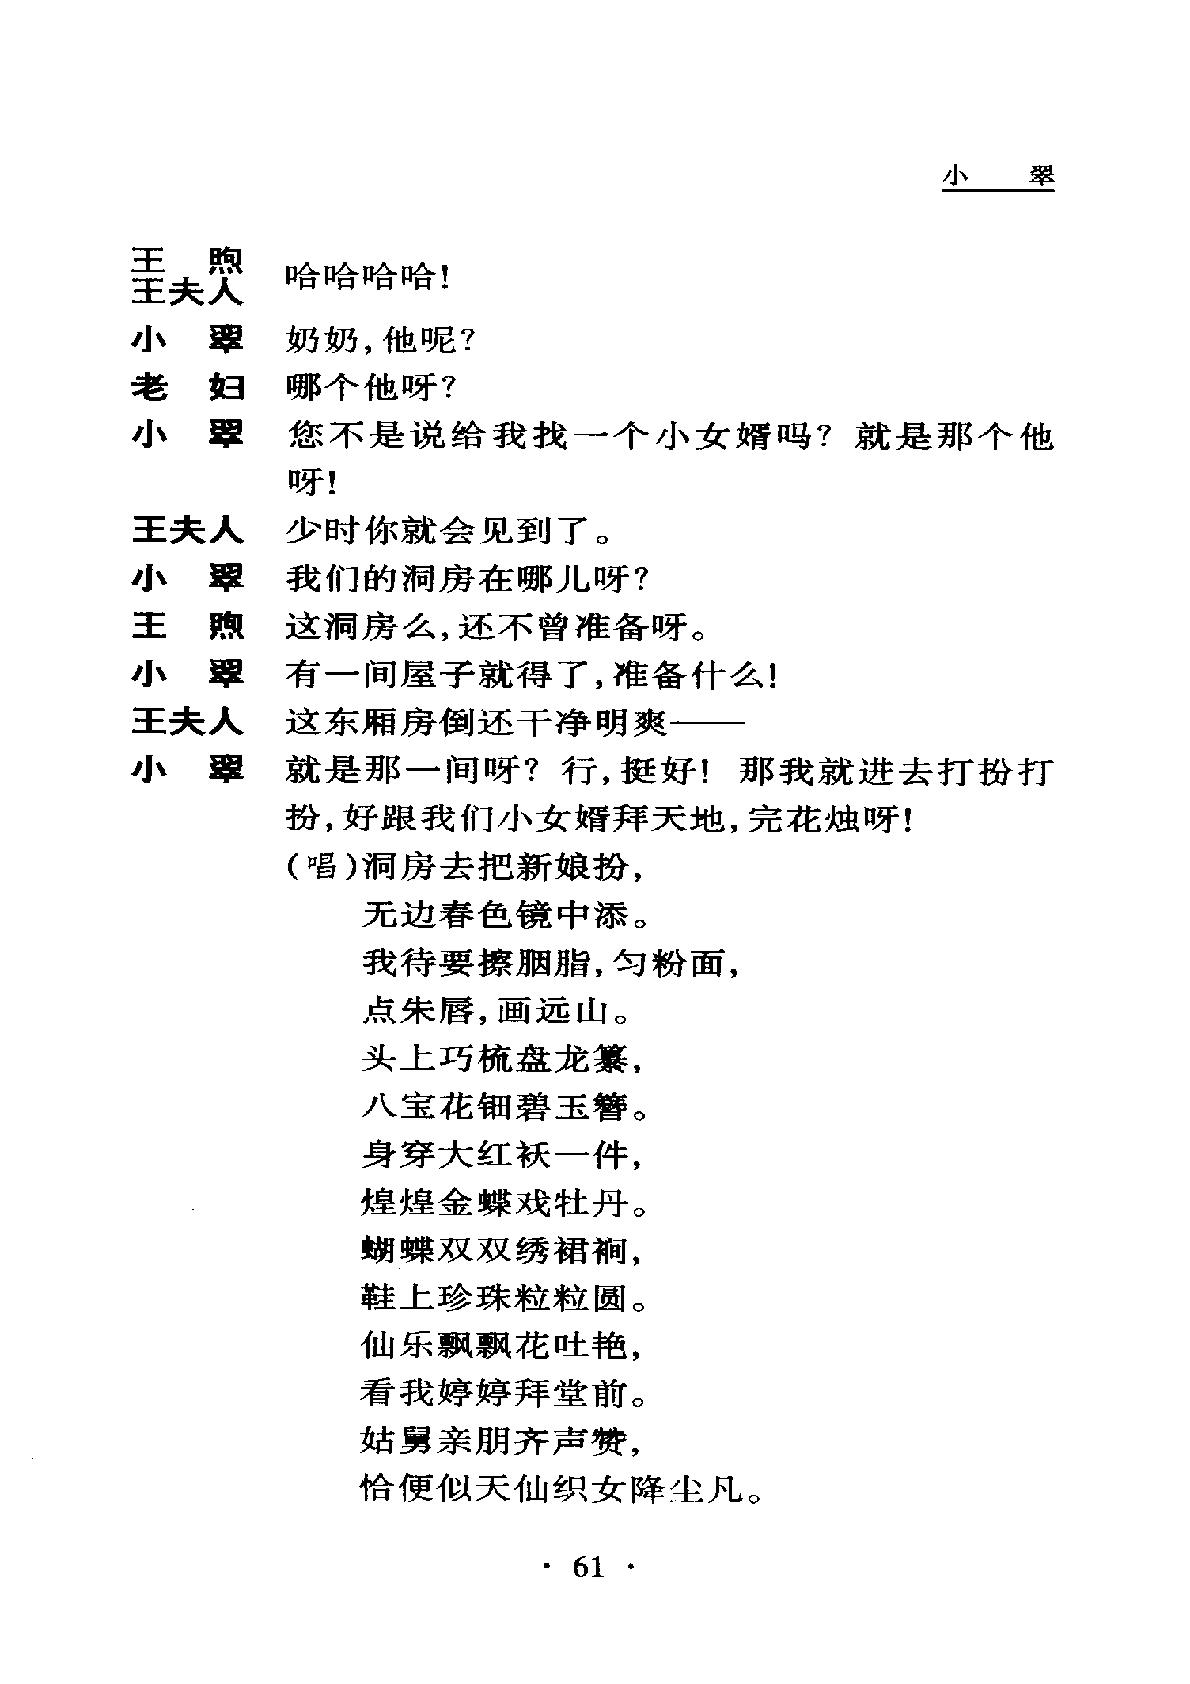 小　　翠
王　煦
王夫人　哈哈哈哈！
小　翠　奶奶，他呢？
老　妇　哪个他呀？
小　翠　您不是说给我找一个小女婿吗？就是那个他
呀！
王夫人　少时你就会见到了。
小　翠　我们的洞房在哪儿呀？
王　煦　这洞房么，还不曾准备呀。
小　翠　有一间屋子就得了，准备什么！
王夫人　这东厢房倒还干净明爽——
小　翠　就是那一间呀？行，挺好！那我就进去打扮打
扮，好跟我们小女婿拜天地，完花烛呀！
（唱）洞房去把新娘扮，
无边春色镜中添。
我待要擦胭脂，匀粉面，
点朱唇，画远山。
头上巧梳盘龙纂，
八宝花钿碧玉簪。
身穿大红袄一件，
煌煌金蝶戏牡丹。
蝴蝶双双绣裙裥，
鞋上珍珠粒粒圆。
仙乐飘飘花吐艳，
看我婷婷拜堂前。
姑舅亲朋齐声赞，
恰便似天仙织女降尘凡。
· 61 ·